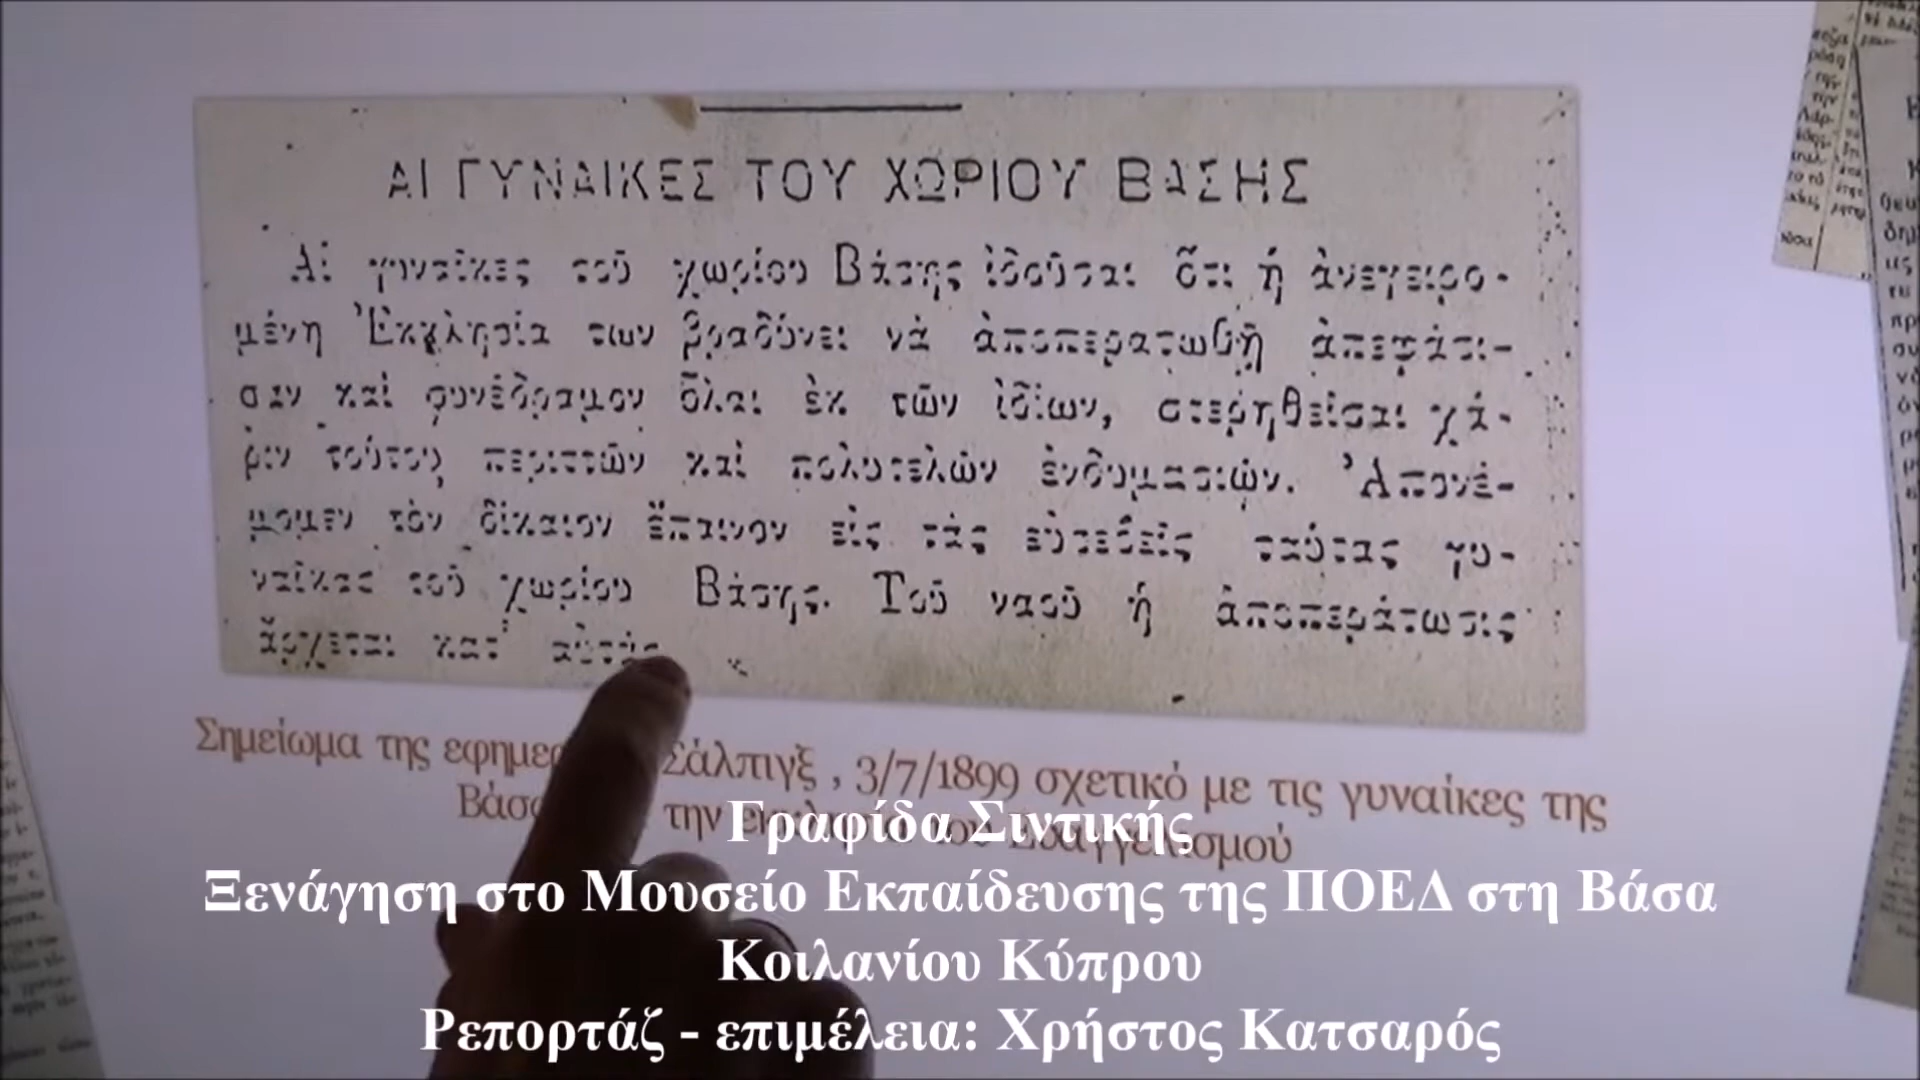 ΑΙ ΓΥΝΑΙΚΕΣ ΤΟΥ ΧΩΡΙΟΥ ΒΑΣΗΣ
Αἱ γυναῖκες τοῦ χωρίου Βάσης ἰδοῦσαι ὅτι ἡ ἀνεγειρο-
μένη Ἐκκλησία των βραδύνει νὰ ἀποπερατωθῇ ἀπεφάσι-
σαν καὶ συνέδραμον ὅλαι ἐκ τῶν ἰδίων, στερηθεῖσαι χά-
ριν τούτου περιττῶν καὶ πολυτελῶν ἐνδυμασιῶν. Ἀπονέ-
μομεν τὸν δίκαιον ἔπαινον εἰς τὰς εὐσεβεῖς ταύτας γυ-
ναῖκας τοῦ χωρίου Βάσης. Τοῦ ναοῦ ἡ ἀποπεράτωσις
ἄρχεται κατ' αὐτάς
Σημείωμα της Σάλπιγξ , 3/7/1899 σχετικό με τις γυναίκες της
την
Γραφίδα Σιντικής
Ξενάγηση στο Μουσείο Εκπαίδευσης της ΠΟΕΔ στη Βάσα
Κοιλανίου Κύπρου
Ρεπορτάζ - επιμέλεια: Χρήστος Κατσαρός